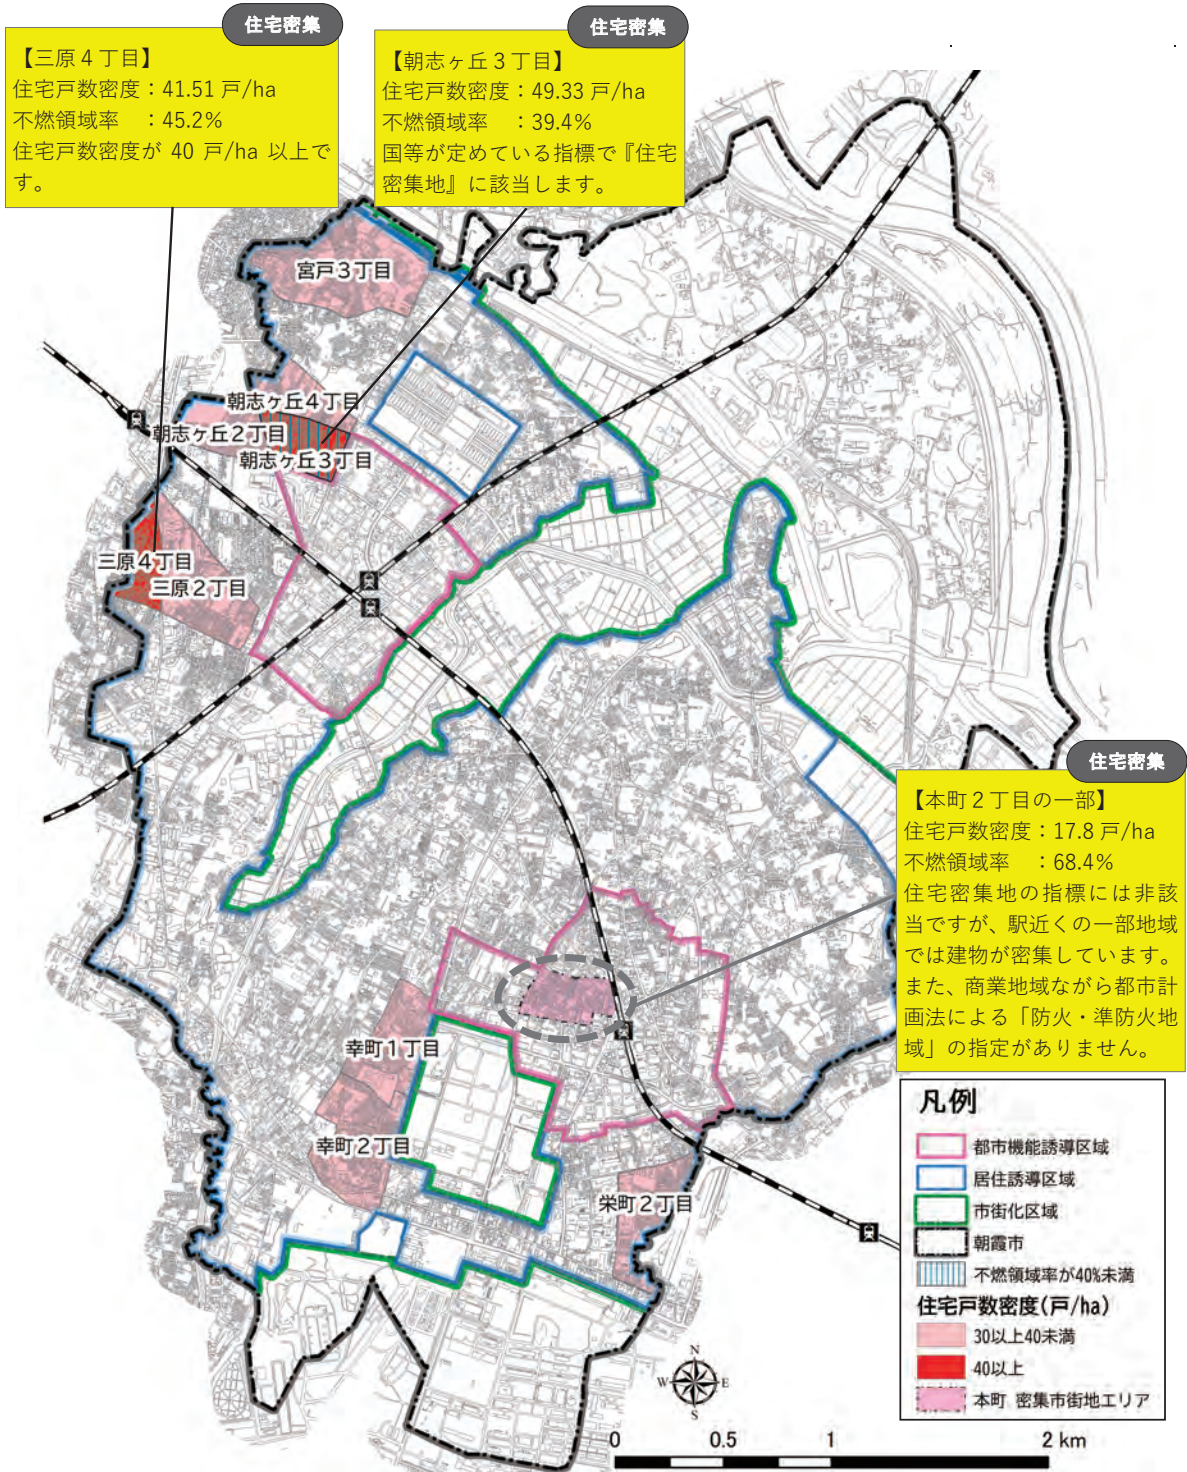 住宅密集
【三原４丁目】
住宅戸数密度：41.51 戸/ha
不燃領域率　：45.2%
住宅戸数密度が 40 戸/ha 以上で
す。
住宅密集
【朝志ヶ丘３丁目】
住宅戸数密度：49.33 戸/ha
不燃領域率　：39.4%
国等が定めている指標で『住宅
密集地』に該当します。
宮戸３丁目
朝志ヶ丘４丁目
朝志ヶ丘２丁目
朝志ヶ丘３丁目
三原４丁目
三原２丁目
住宅密集
【本町２丁目の一部】
住宅戸数密度：17.8 戸/ha
不燃領域率　：68.4%
住宅密集地の指標には非該
当ですが、駅近くの一部地域
では建物が密集しています。
また、商業地域ながら都市計
画法による「防火・準防火地
域」の指定がありません。
幸町１丁目
幸町２丁目
栄町２丁目
凡例
都市機能誘導区域
居住誘導区域
市街化区域
朝霞市
不燃領域率が40%未満
住宅戸数密度(戸/ha)
30以上40未満
40以上
本町 密集市街地エリア
N
W
E
S
0
0.5
1
2 km